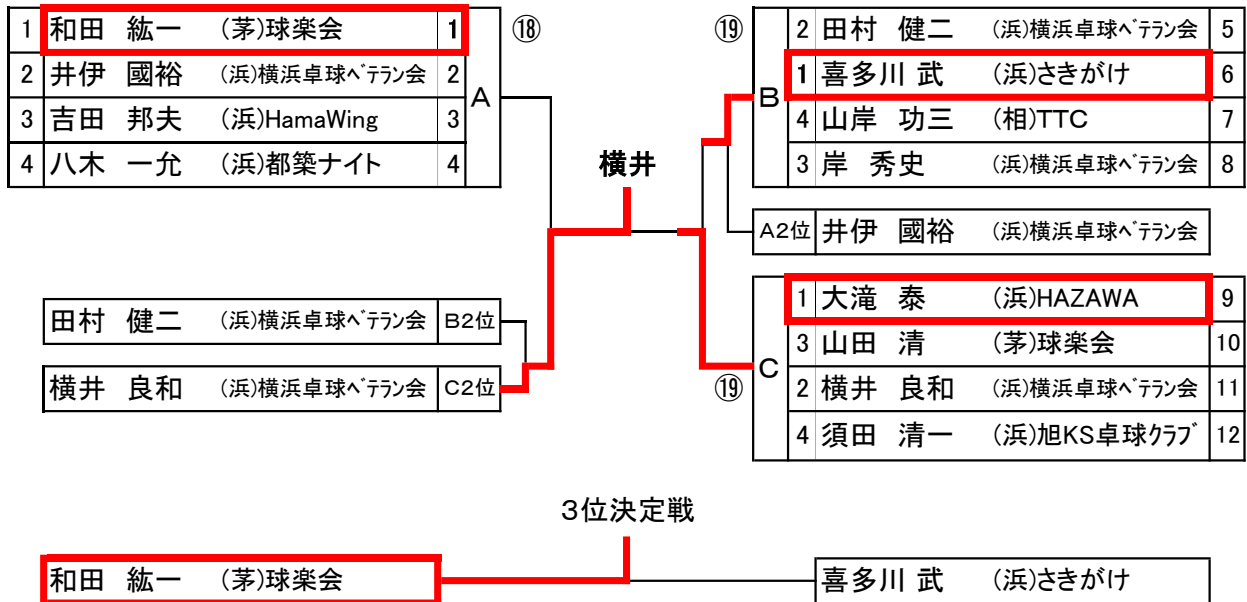 1 和田 紘一 (茅)球楽会 1 ⑱
2 井伊 國裕 (浜)横浜卓球ﾍﾞﾃﾗﾝ会 2
A
3 吉田 邦夫 (浜)HamaWing 3
4 八木 一允 (浜)都築ナイト 4
田村 健二 (浜)横浜卓球ﾍﾞﾃﾗﾝ会 B2位
横井 良和 (浜)横浜卓球ﾍﾞﾃﾗﾝ会 C2位
横井
⑲ 2 田村 健二 (浜)横浜卓球ﾍﾞﾃﾗﾝ会 5
1 喜多川 武 (浜)さきがけ 6
B
4 山岸 功三 (相)TTC 7
3 岸 秀史 (浜)横浜卓球ﾍﾞﾃﾗﾝ会 8
A2位 井伊 國裕 (浜)横浜卓球ﾍﾞﾃﾗﾝ会
1 大滝 泰 (浜)HAZAWA 9
3 山田 清 (茅)球楽会 10
C
⑲ 2 横井 良和 (浜)横浜卓球ﾍﾞﾃﾗﾝ会 11
4 須田 清一 (浜)旭KS卓球ｸﾗﾌﾞ 12
3位決定戦
和田 紘一 (茅)球楽会
喜多川 武 (浜)さきがけ